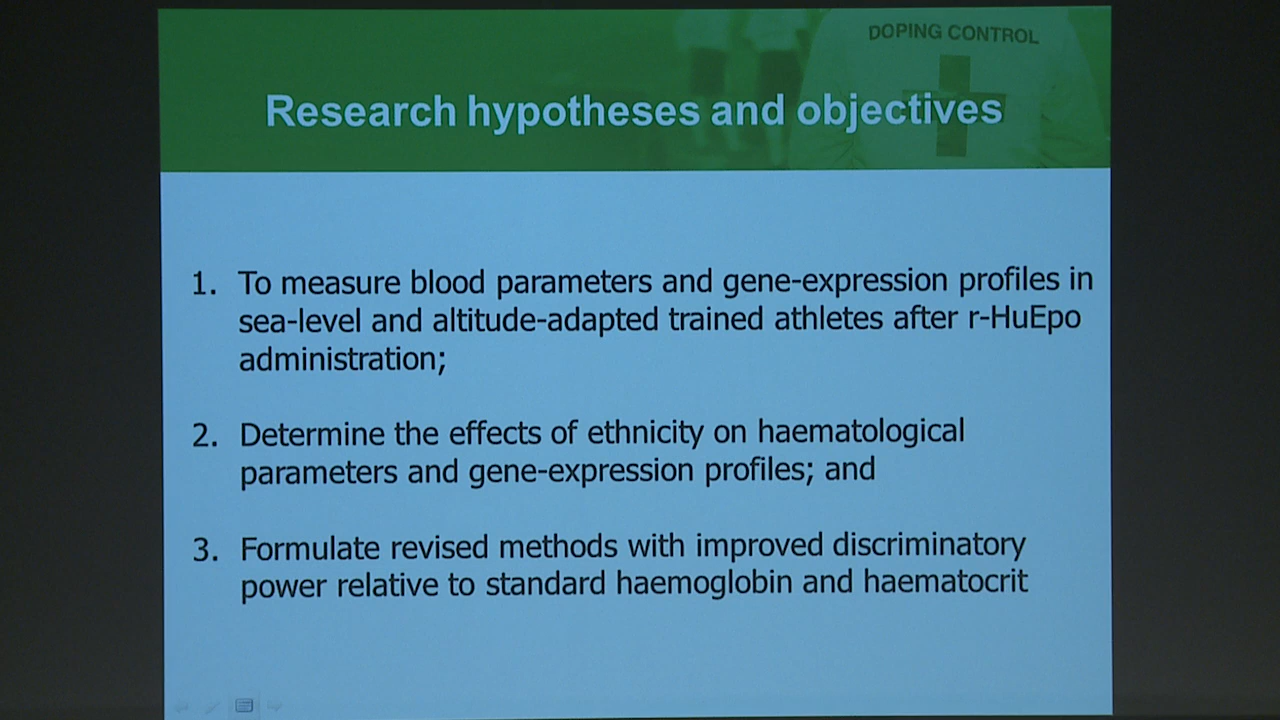 DOPING CONTROL
Research hypotheses and objectives
1. To measure blood parameters and gene-expression profiles in
sea-level and altitude-adapted trained athletes after r-HuEpo
administration;
2. Determine the effects of ethnicity on haematological
parameters and gene-expression profiles; and
3. Formulate revised methods with improved discriminatory
power relative to standard haemoglobin and haematocrit